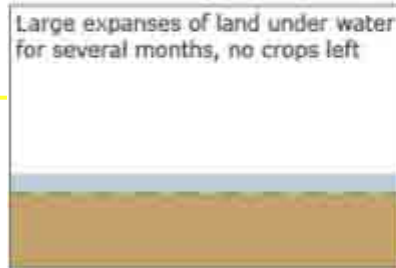 Large expanses of land under water
for several months, no crops left